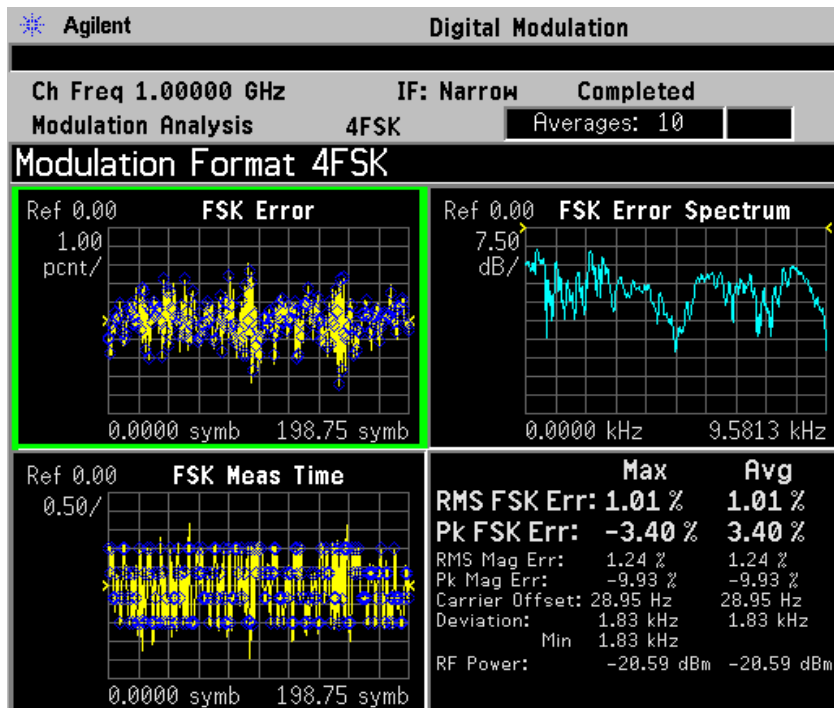 Agilent Digital Modulation
Ch Freq 1.00000 GHz IF: Narrow Completed
Modulation Analysis 4FSK Averages: 10
Modulation Format 4FSK
Ref 0.00 FSK Error
1.00
pcnt/
0.0000 symb 198.75 symb
Ref 0.00 FSK Error Spectrum
7.50
dB/
0.0000 kHz 9.5813 kHz
Ref 0.00 FSK Meas Time
0.50/
0.0000 symb 198.75 symb
Max Avg
RMS FSK Err: 1.01 % 1.01 %
Pk FSK Err: -3.40 % 3.40 %
RMS Mag Err: 1.24 % 1.24 %
Pk Mag Err: -9.93 % -9.93 %
Carrier Offset: 28.95 Hz 28.95 Hz
Deviation: 1.83 kHz 1.83 kHz
Min 1.83 kHz
RF Power: -20.59 dBm -20.59 dBm